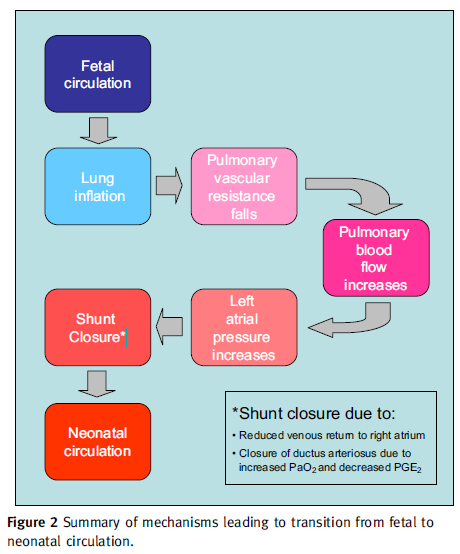 Fetal
circulation
Lung
inflation
Pulmonary
vascular
resistance
falls
Pulmonary
blood
flow
increases
Left
atrial
pressure
increases
Shunt
Closure*
Neonatal
circulation
*Shunt closure due to:
• Reduced venous return to right atrium
• Closure of ductus arteriosus due to
increased PaO₂ and decreased PGE₂
Figure 2 Summary of mechanisms leading to transition from fetal to
neonatal circulation.